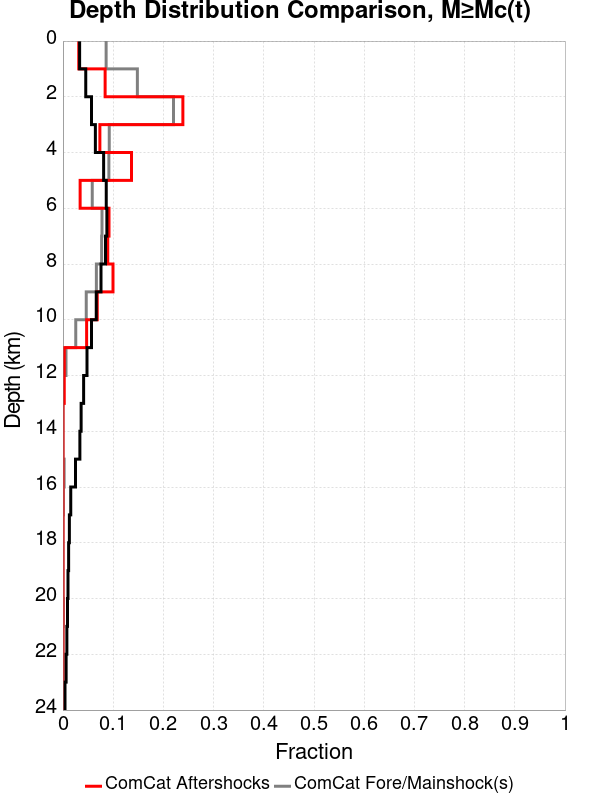 Depth Distribution Comparison, M≥Mc(t)
0
2
4
6
8
10
12
14
16
18
20
22
24
Depth (km)
0 0.1 0.2 0.3 0.4 0.5 0.6 0.7 0.8 0.9 1
Fraction
ComCat Aftershocks ComCat Fore/Mainshock(s)